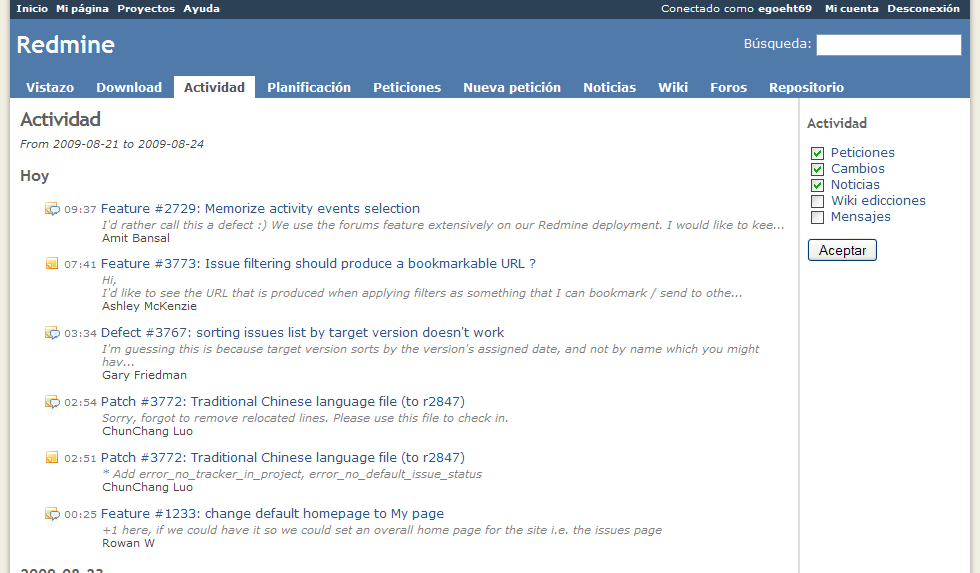 Inicio Mi página Proyectos Ayuda
Conectado como egoeht69 Mi cuenta Desconexión
Redmine
Búsqueda:
Vistazo Download Actividad Planificación Peticiones Nueva petición Noticias Wiki Foros Repositorio
Actividad
From 2009-08-21 to 2009-08-24
Hoy
09:37 Feature #2729: Memorize activity events selection
I'd rather call this a defect :) We use the forums feature extensively on our Redmine deployment. I would like to kee...
Amit Bansal
07:41 Feature #3773: Issue filtering should produce a bookmarkable URL ?
Hi,
I'd like to see the URL that is produced when applying filters as something that I can bookmark / send to othe...
Ashley McKenzie
03:34 Defect #3767: sorting issues list by target version doesn't work
I'm guessing this is because target version sorts by the version's assigned date, and not by name which you might
hav...
Gary Friedman
02:54 Patch #3772: Traditional Chinese language file (to r2847)
Sorry, forgot to remove relocated lines. Please use this file to check in.
ChunChang Luo
02:51 Patch #3772: Traditional Chinese language file (to r2847)
* Add error_no_tracker_in_project, error_no_default_issue_status
ChunChang Luo
00:25 Feature #1233: change default homepage to My page
+1 here, if we could have it so we could set an overall home page for the site i.e. the issues page
Rowan W
Actividad
Peticiones
Cambios
Noticias
Wiki edicciones
Mensajes
Aceptar